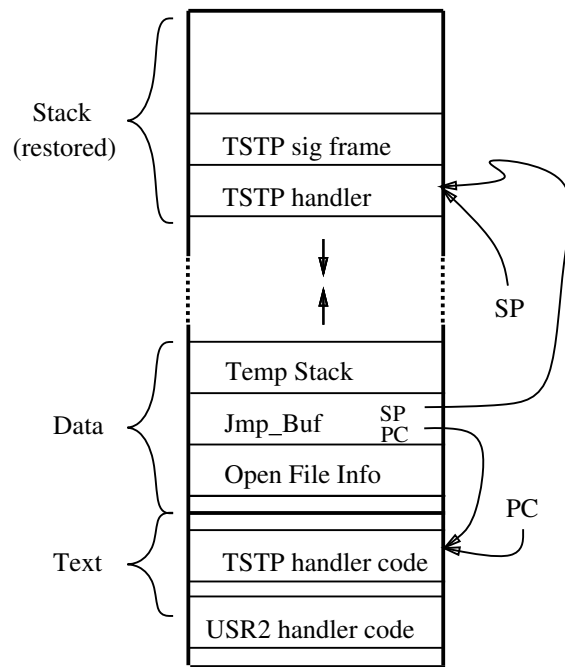 Stack
(restored)
TSTP sig frame
TSTP handler
SP
Temp Stack
Data
Jmp_Buf
SP
PC
Open File Info
PC
Text
TSTP handler code
USR2 handler code